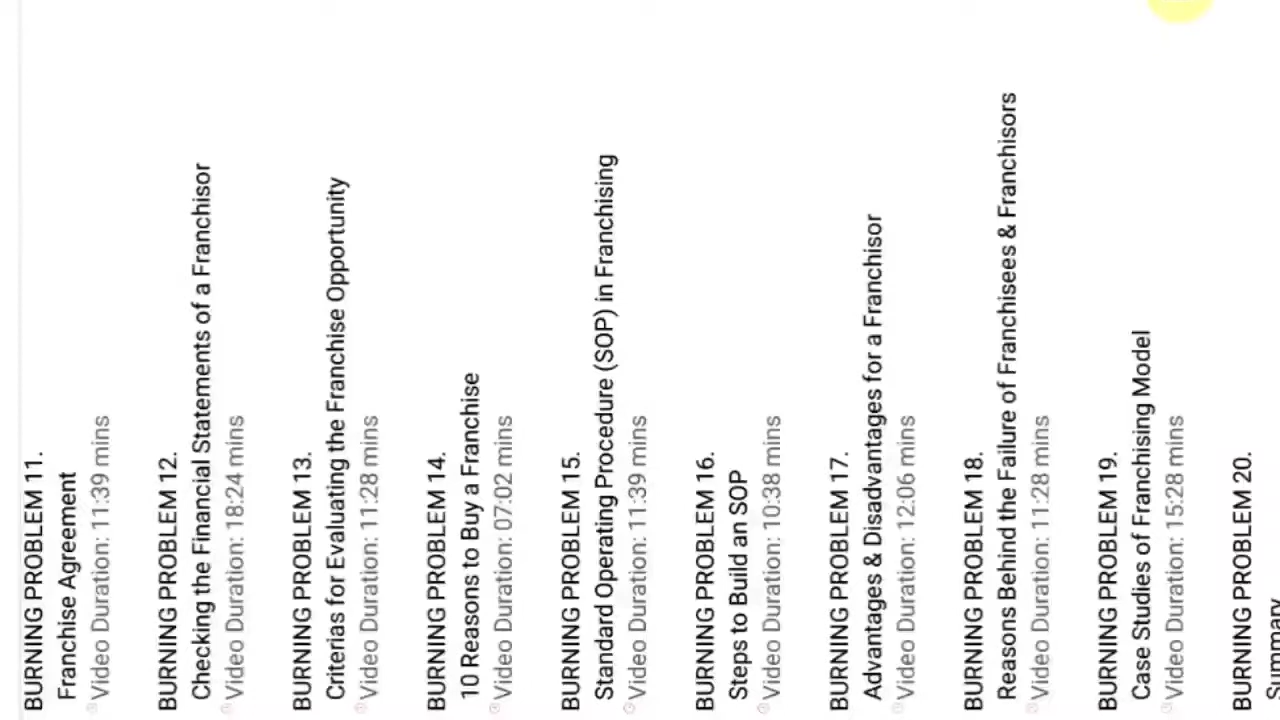 BURNING PROBLEM 11.
Franchise Agreement
Video Duration: 11:39 mins
BURNING PROBLEM 12.
Checking the Financial Statements of a Franchisor
Video Duration: 18:24 mins
BURNING PROBLEM 13.
Criterias for Evaluating the Franchise Opportunity
Video Duration: 11:28 mins
BURNING PROBLEM 14.
10 Reasons to Buy a Franchise
Video Duration: 07:02 mins
BURNING PROBLEM 15.
Standard Operating Procedure (SOP) in Franchising
Video Duration: 11:39 mins
BURNING PROBLEM 16.
Steps to Build an SOP
Video Duration: 10:38 mins
BURNING PROBLEM 17.
Advantages & Disadvantages for a Franchisor
Video Duration: 12:06 mins
BURNING PROBLEM 18.
Reasons Behind the Failure of Franchisees & Franchisors
Video Duration: 11:28 mins
BURNING PROBLEM 19.
Case Studies of Franchising Model
Video Duration: 15:28 mins
BURNING PROBLEM 20.
Summary